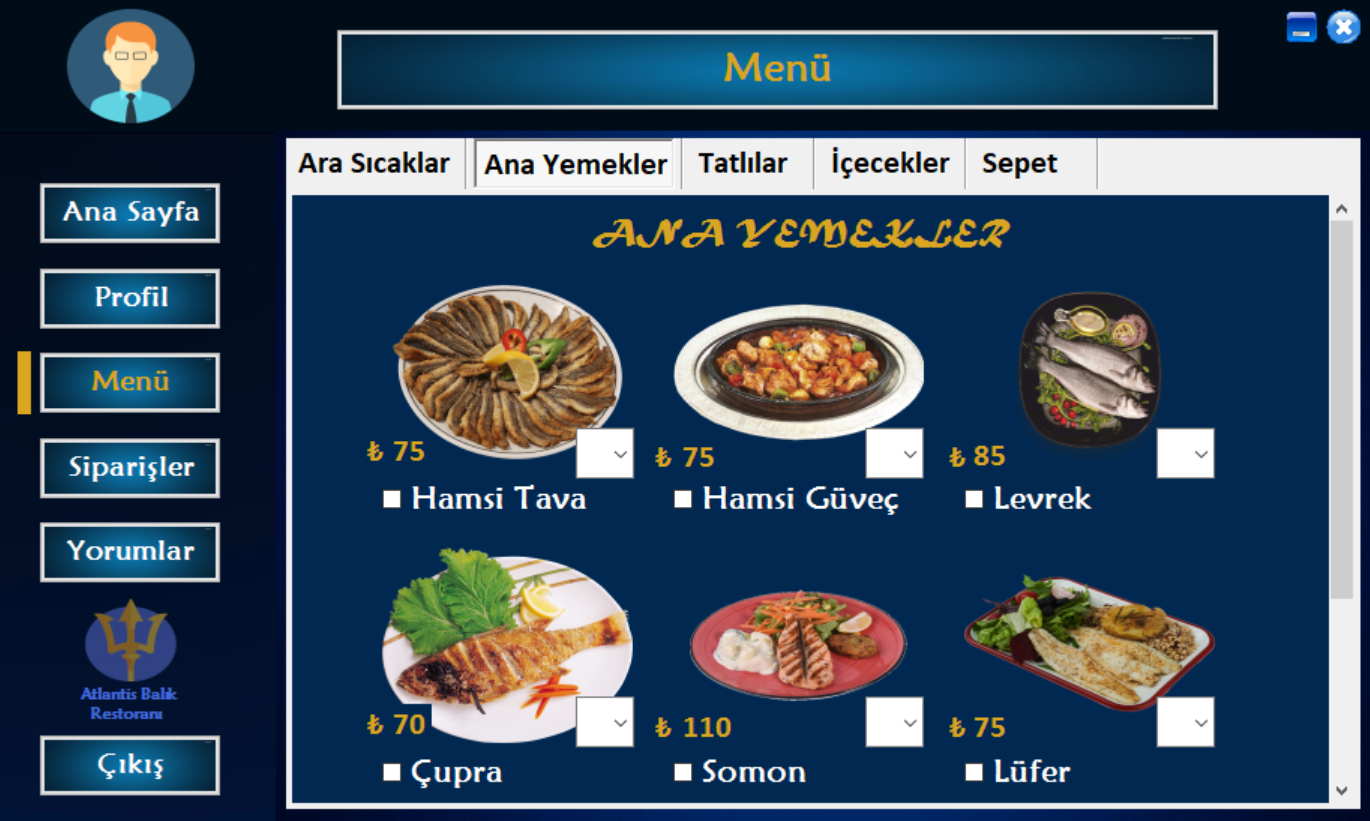 Menü
Ara Sıcaklar
Ana Yemekler
Tatlılar
İçecekler
Sepet
Ana Sayfa
Profil
Menü
Siparişler
Yorumlar
Atlantis Balık
Restoranı
Çıkış
ANA YEMEKLER
₺ 75
₺ 75
₺ 85
Hamsi Tava
Hamsi Güveç
Levrek
₺ 70
₺ 110
₺ 75
Çupra
Somon
Lüfer